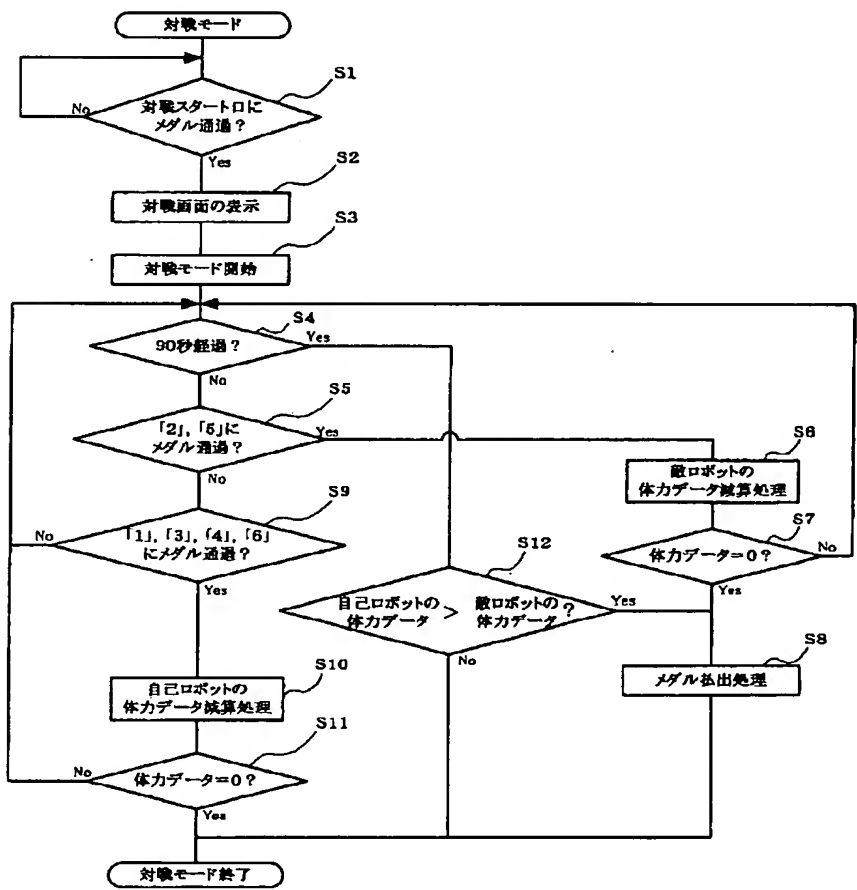 対戦モード
S1
対戦スタート口に
メダル通過？
No
Yes
S2
対戦画面の表示
S3
対戦モード開始
S4
90秒経過？
Yes
No
S5
「2」,「5」に
メダル通過？
Yes
No
S6
敵ロボットの
体力データ減算処理
S7
体力データ=0？
No
Yes
S9
「1」,「3」,「4」,「6」
にメダル通過？
No
Yes
S12
自己ロボットの
体力データ
>
敵ロボットの
体力データ
？
Yes
No
S8
メダル払出処理
S10
自己ロボットの
体力データ減算処理
S11
体力データ=0？
No
Yes
対戦モード終了